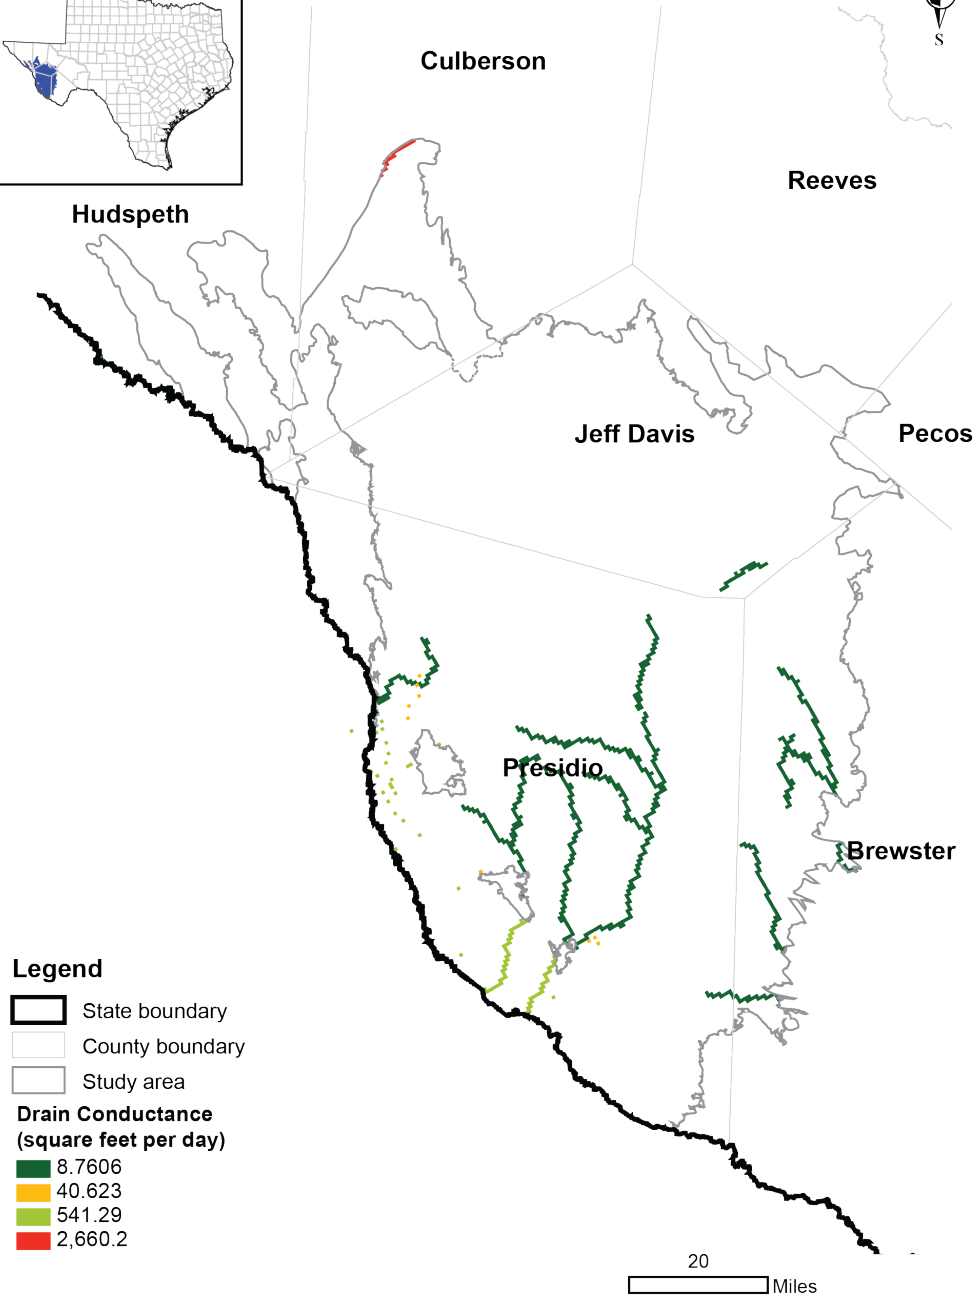 S
Culberson
Reeves
Hudspeth
Jeff Davis
Pecos
Presidio
Brewster
Legend
State boundary
County boundary
Study area
Drain Conductance
(square feet per day)
8.7606
40.623
541.29
2,660.2
20
Miles